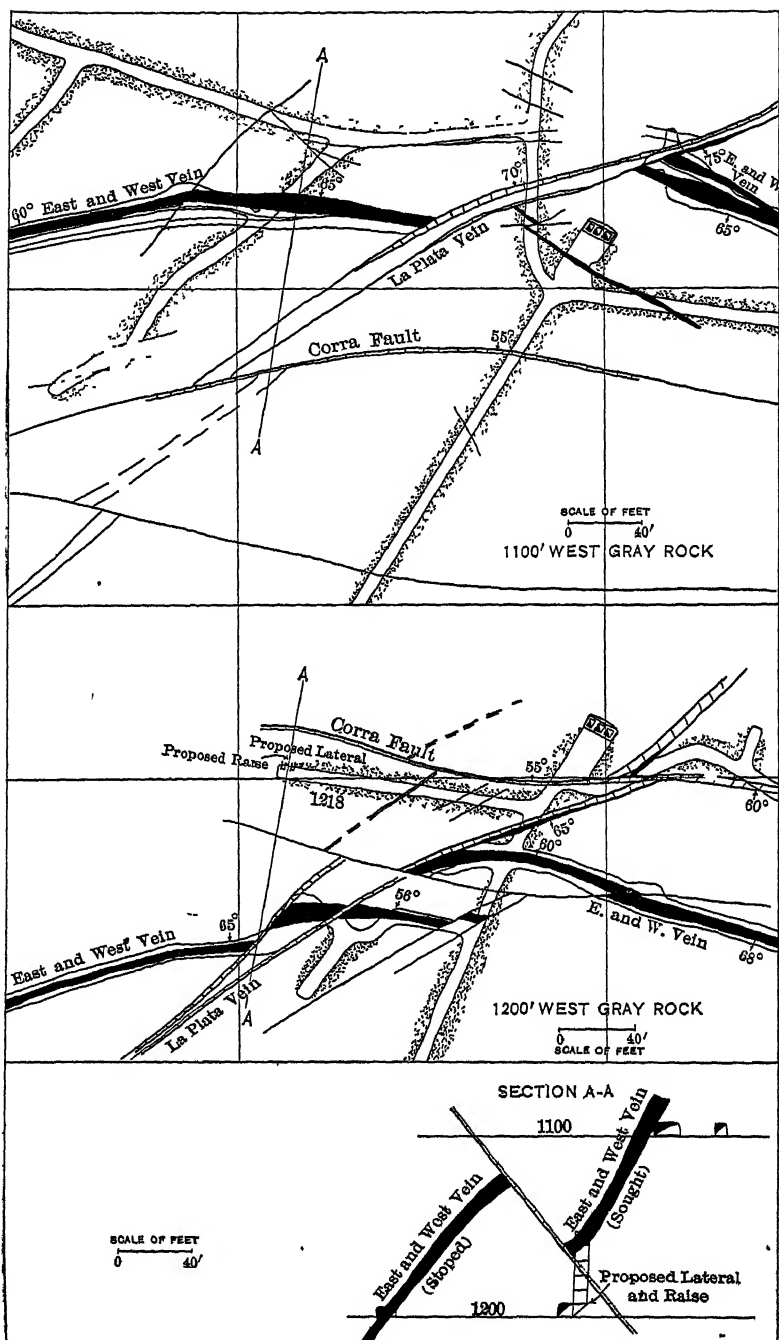 A
60° East and West Vein
65°
70°
75°
E. and W.
Vein
65°
La Plata Vein
Corra Fault
55°
A
SCALE OF FEET
0 40'
1100' WEST GRAY ROCK
A
Corra Fault
Proposed Lateral
Proposed Raise
1218
55°
60°
65°
60°
56°
65°
East and West Vein
E. and W. Vein
68°
La Plata Vein
A
1200' WEST GRAY ROCK
0 40'
SCALE OF FEET
SECTION A-A
1100
East and West Vein
(Sought)
East and West Vein
(Stoped)
SCALE OF FEET
0 40'
Proposed Lateral
and Raise
1200